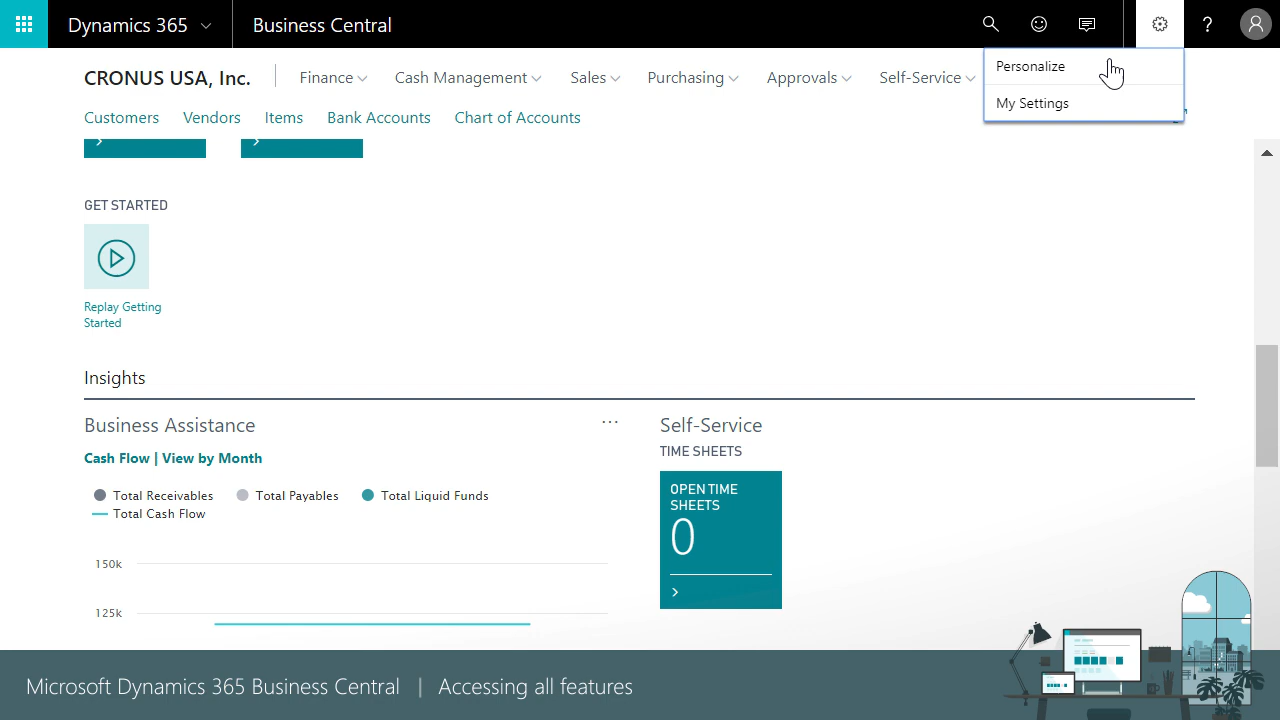 Dynamics 365
Business Central
?
Personalize
My Settings
CRONUS USA, Inc.
Finance
Cash Management
Sales
Purchasing
Approvals
Self-Service
Customers
Vendors
Items
Bank Accounts
Chart of Accounts
GET STARTED
Replay Getting
Started
Insights
Business Assistance
Cash Flow | View by Month
Total Receivables
Total Payables
Total Liquid Funds
Total Cash Flow
150k
125k
Self-Service
TIME SHEETS
OPEN TIME
SHEETS
0
Microsoft Dynamics 365 Business Central | Accessing all features